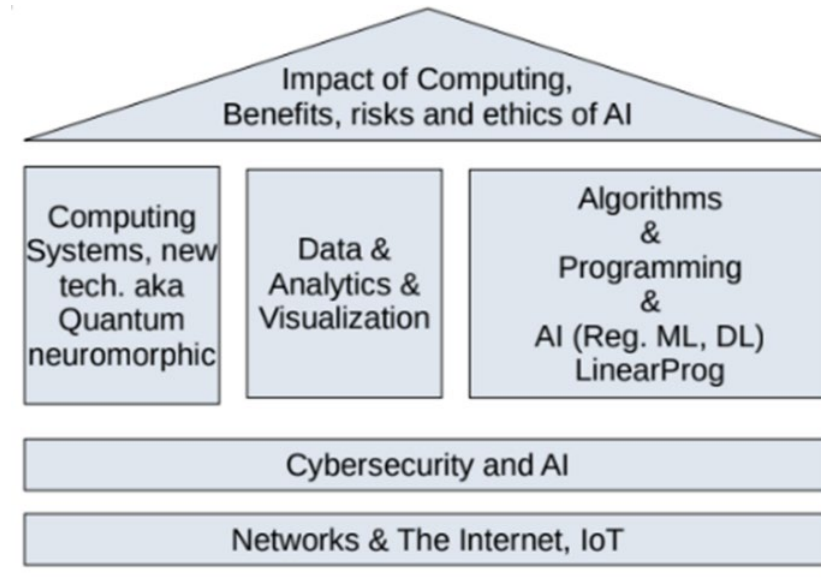 Impact of Computing,
Benefits, risks and ethics of AI
Computing
Systems, new
tech. aka
Quantum
neuromorphic
Data &
Analytics &
Visualization
Algorithms
&
Programming
&
AI (Reg. ML, DL)
LinearProg
Cybersecurity and AI
Networks & The Internet, IoT